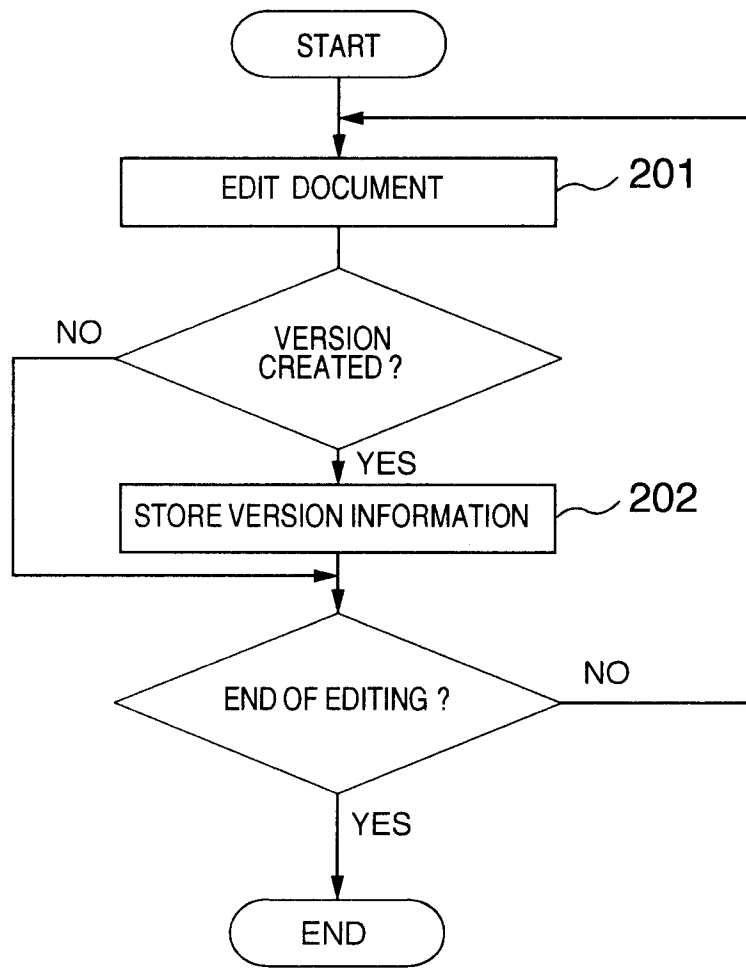 START
EDIT DOCUMENT
201
VERSION
CREATED ?
NO
YES
STORE VERSION INFORMATION
202
END OF EDITING ?
NO
YES
END